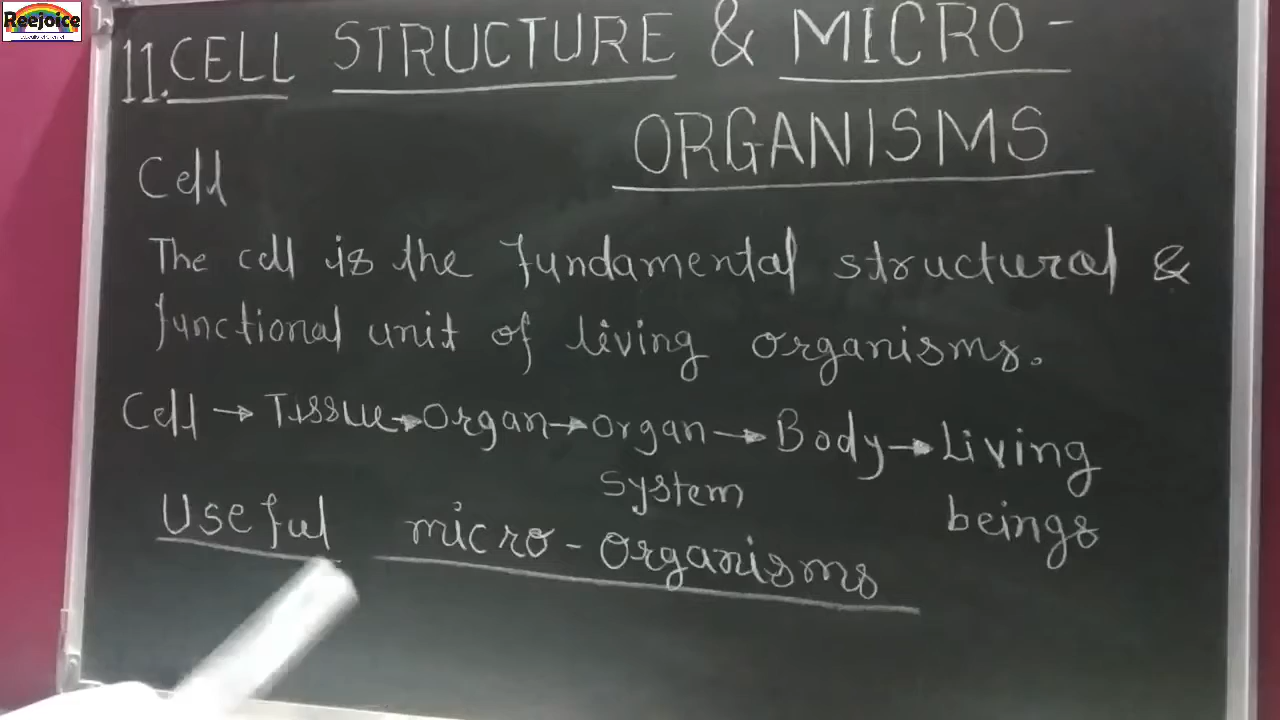 Reejoice
11. CELL STRUCTURE & MICRO-
ORGANISMS
Cell
The cell is the fundamental structural &
functional unit of living organisms.
Cell → Tissue → Organ → Organ → Body → Living
system
beings
Useful micro-organisms